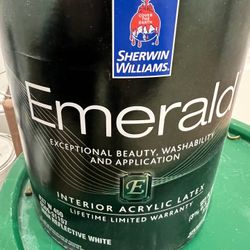 COVER THE EARTH
SHERWIN
WILLIAMS.
Emerald
EXCEPTIONAL BEAUTY, WASHABILITY
AND APPLICATION
E
INTERIOR ACRYLIC LATEX
LIFETIME LIMITED WARRANTY
REFLECTIVE WHITE